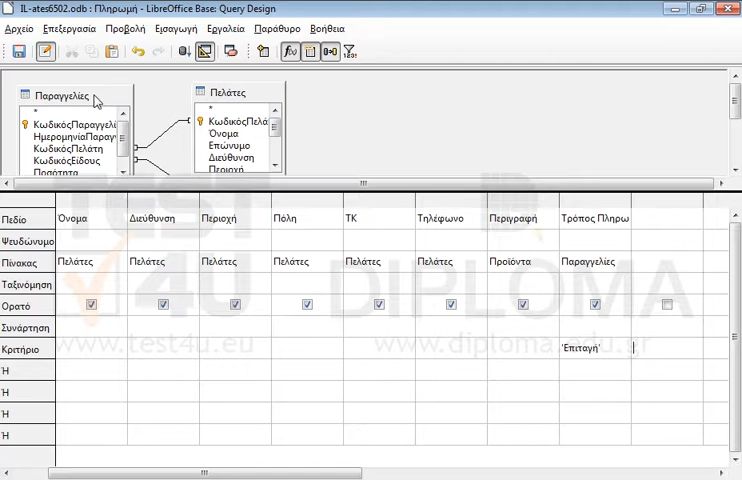 IL-ates6502.odb : Πληρωμή - LibreOffice Base: Query Design
Αρχείο Επεξεργασία Προβολή Εισαγωγή Εργαλεία Παράθυρο Βοήθεια
Παραγγελίες
*
ΚωδικόςΠαραγγελί
ΗμερομηνίαΠαραγ
ΚωδικόςΠελάτη
ΚωδικόςΕίδους
Ποσότητα
Πελάτες
*
ΚωδικόςΠελά
Όνομα
Επώνυμο
Διεύθυνση
Περιοχή
Πεδίο Όνομα Διεύθυνση Περιοχή Πόλη ΤΚ Τηλέφωνο Περιγραφή Τρόπος Πληρω
Ψευδώνυμο
Πίνακας Πελάτες Πελάτες Πελάτες Πελάτες Πελάτες Πελάτες Προϊόντα Παραγγελίες
Ταξινόμηση
Ορατό
Συνάρτηση
Κριτήριο 'Επιταγή'
Ή
Ή
Ή
Ή
TEST
4U
www.test4u.eu
DIPLOMA
www.diploma.edu.gr